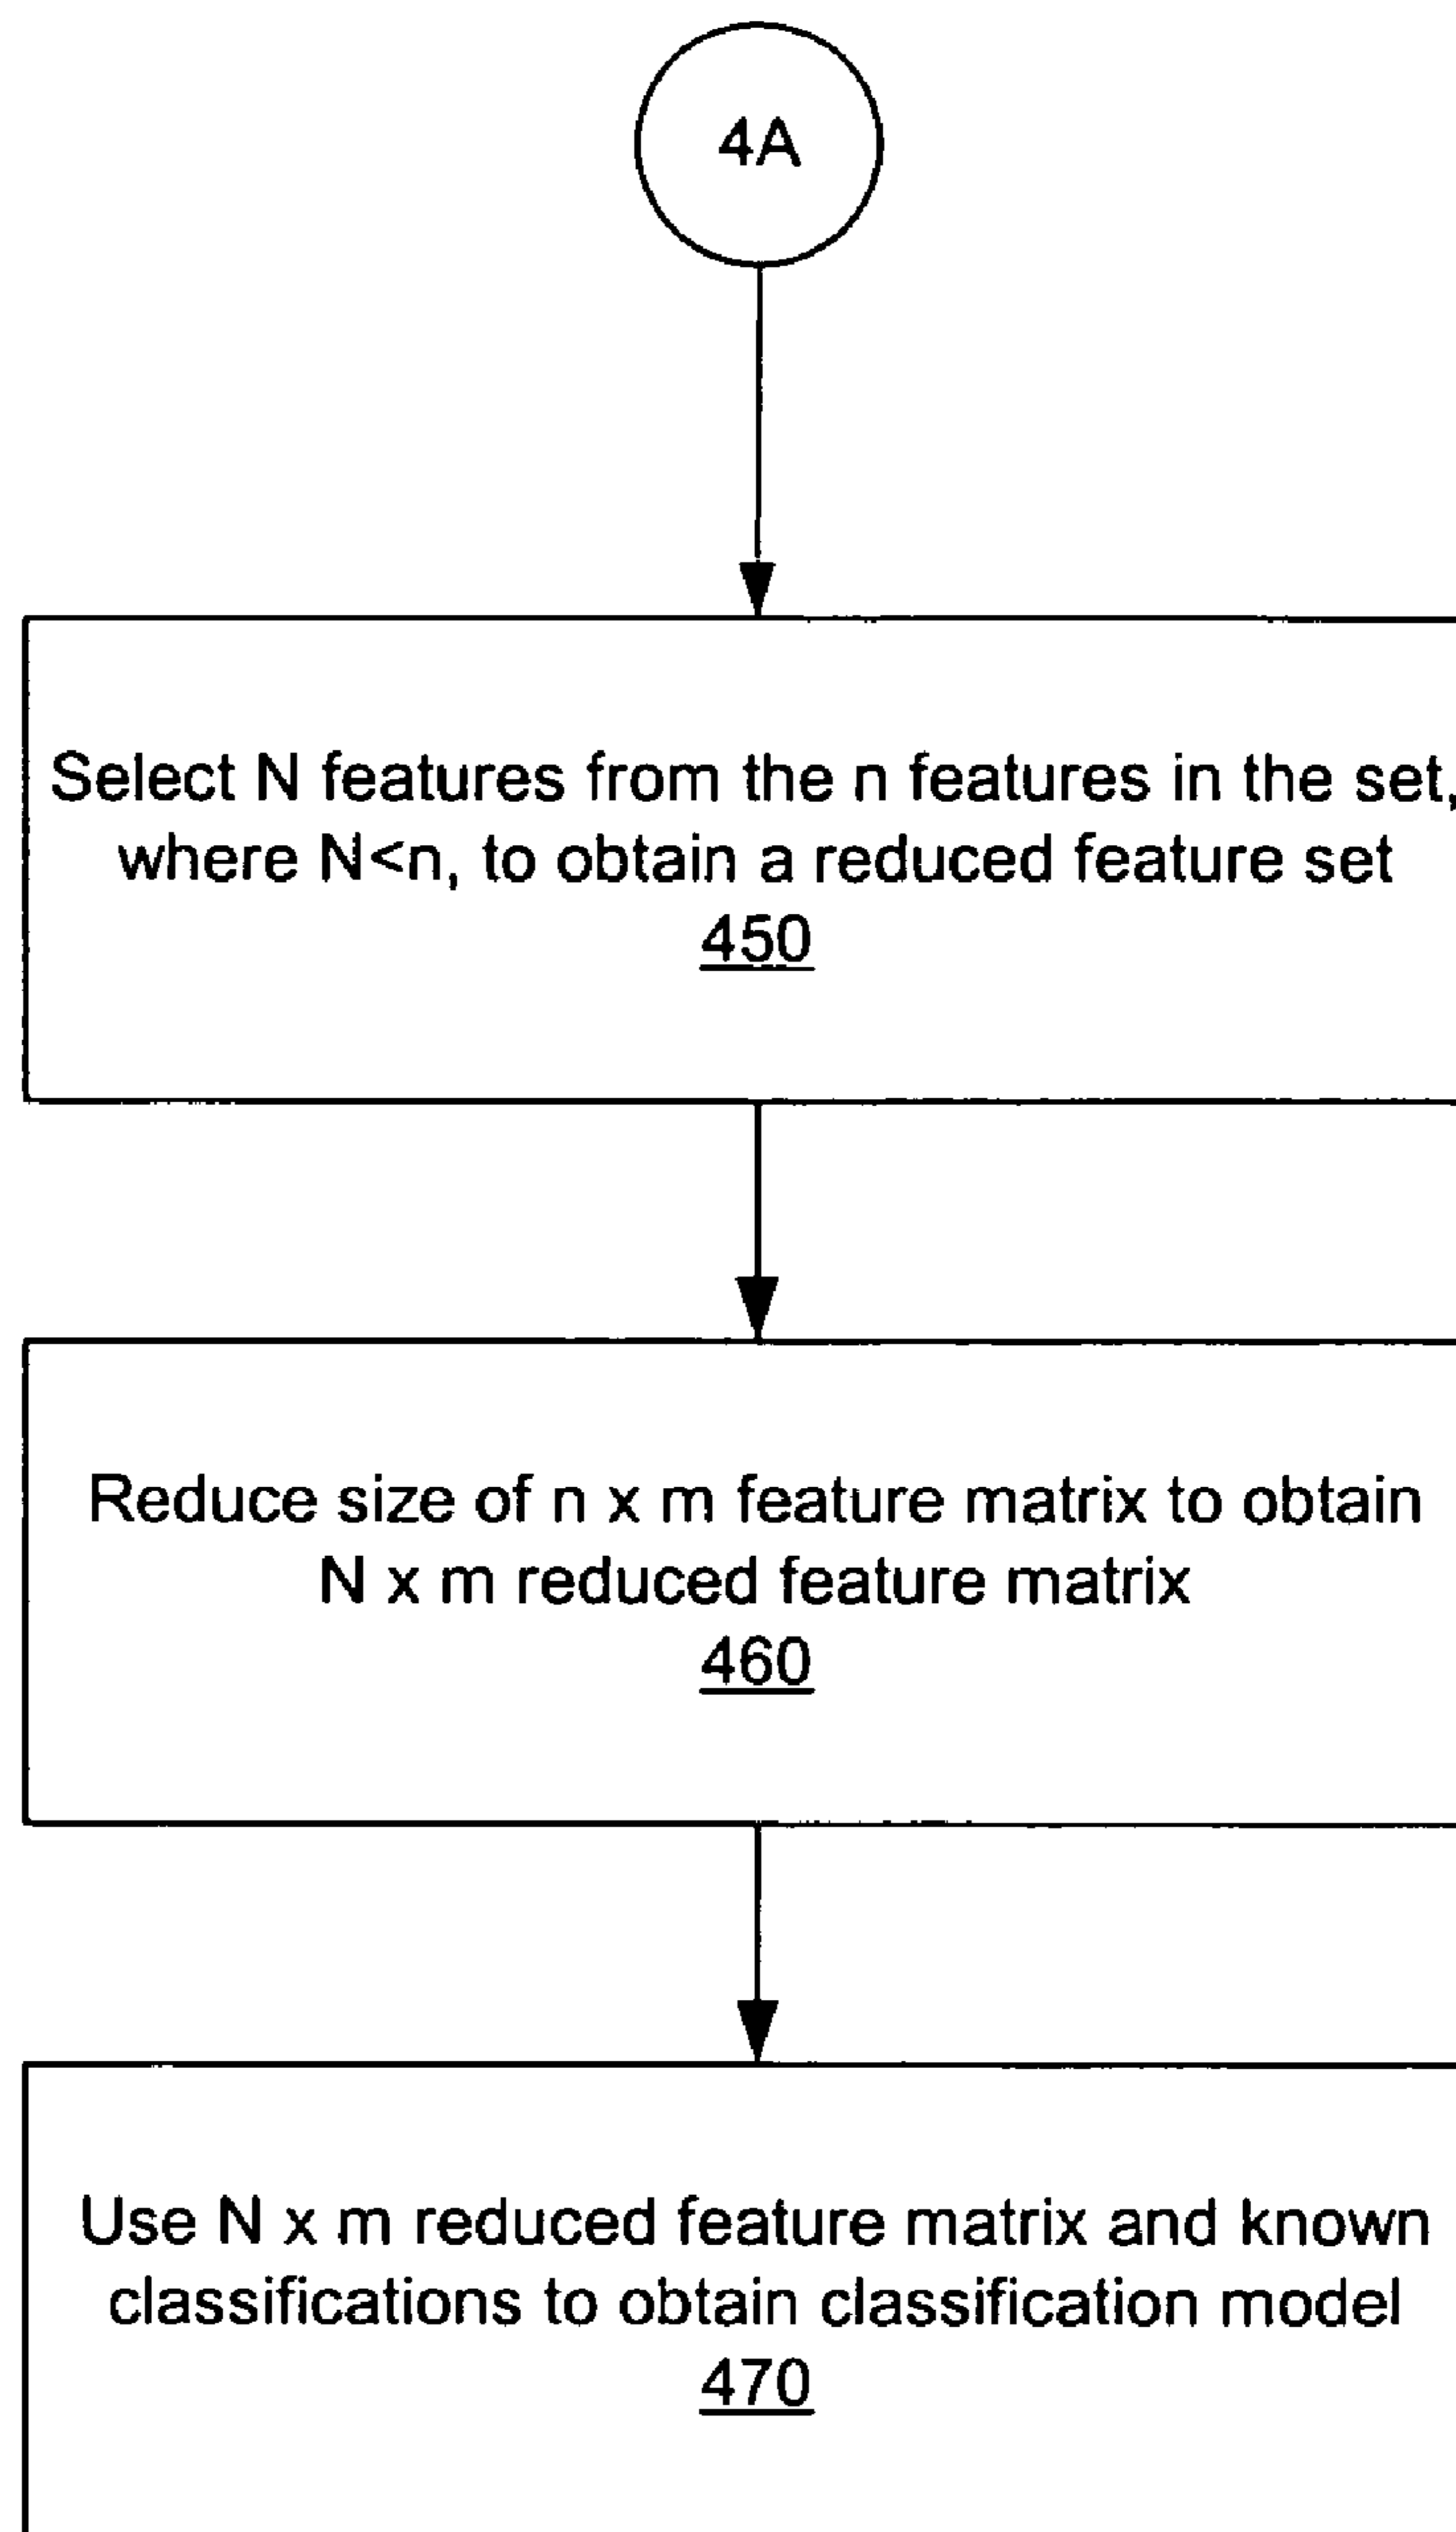 4A
Select N features from the n features in the set,
where N<n, to obtain a reduced feature set
450
Reduce size of n x m feature matrix to obtain
N x m reduced feature matrix
460
Use N x m reduced feature matrix and known
classifications to obtain classification model
470